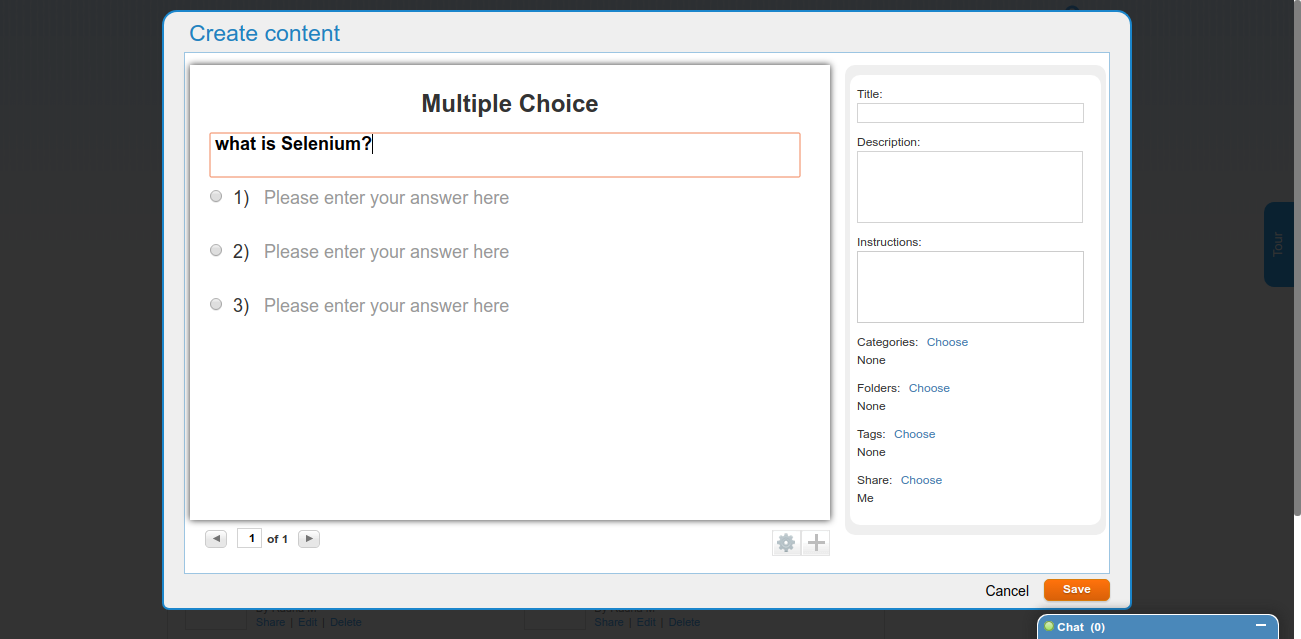 Create content
Multiple Choice
what is Selenium?
1) Please enter your answer here
2) Please enter your answer here
3) Please enter your answer here
1 of 1
Title:
Description:
Instructions:
Categories: Choose
None
Folders: Choose
None
Tags: Choose
None
Share: Choose
Me
Cancel Save
Tour
Share | Edit | Delete
Share | Edit | Delete
Chat (0)